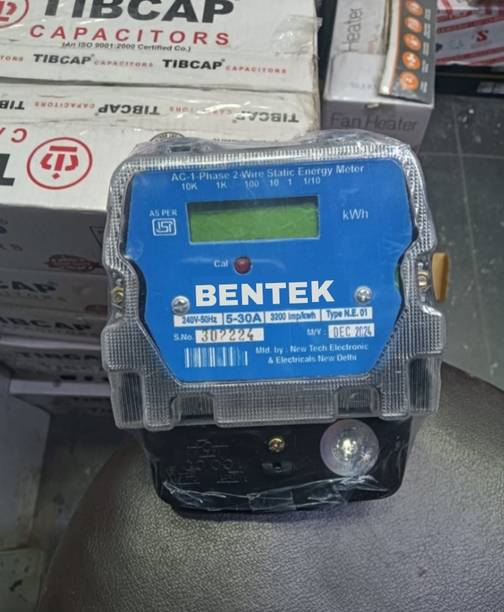 TIBCAP
CAPACITORS
(An ISO 9001:2000 Certified Co.)
TIBCAP CAPACITORS TIBCAP CAPACITORS
TIBCAP CAPACITORS TIBCAP
Heater
Fan Heater
AC-1-Phase 2-Wire Static Energy Meter
10K 1K 100 10 1 1/10
AS PER
ISI
kWh
Cal
BENTEK
240V-50Hz 5-30A 3200 imp/kwh Type N.E. 01
S.No. 302224 M/Y : DEC 2024
Mfd. by : New Tech Electronic
& Electricals New Delhi